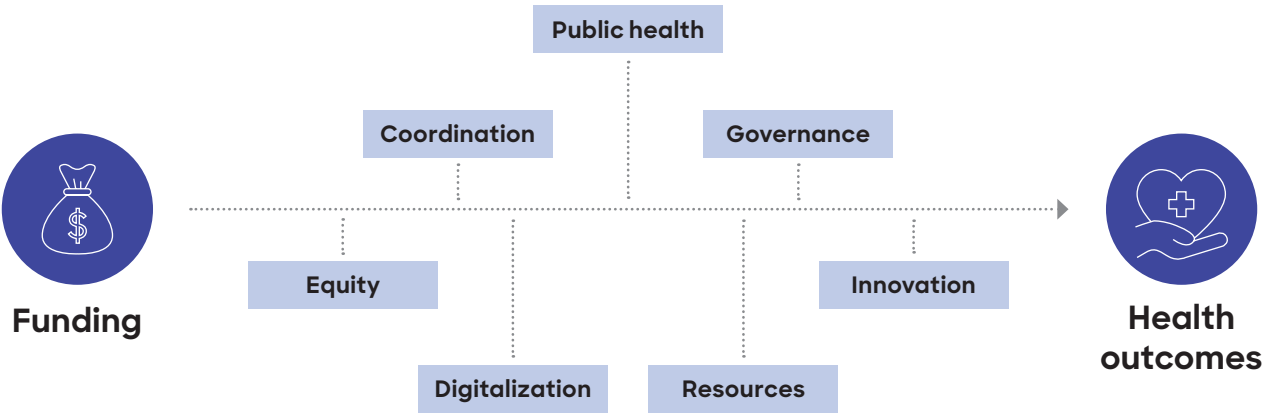 Public health
Coordination
Governance
$
Equity
Innovation
Funding
Health
outcomes
Digitalization
Resources